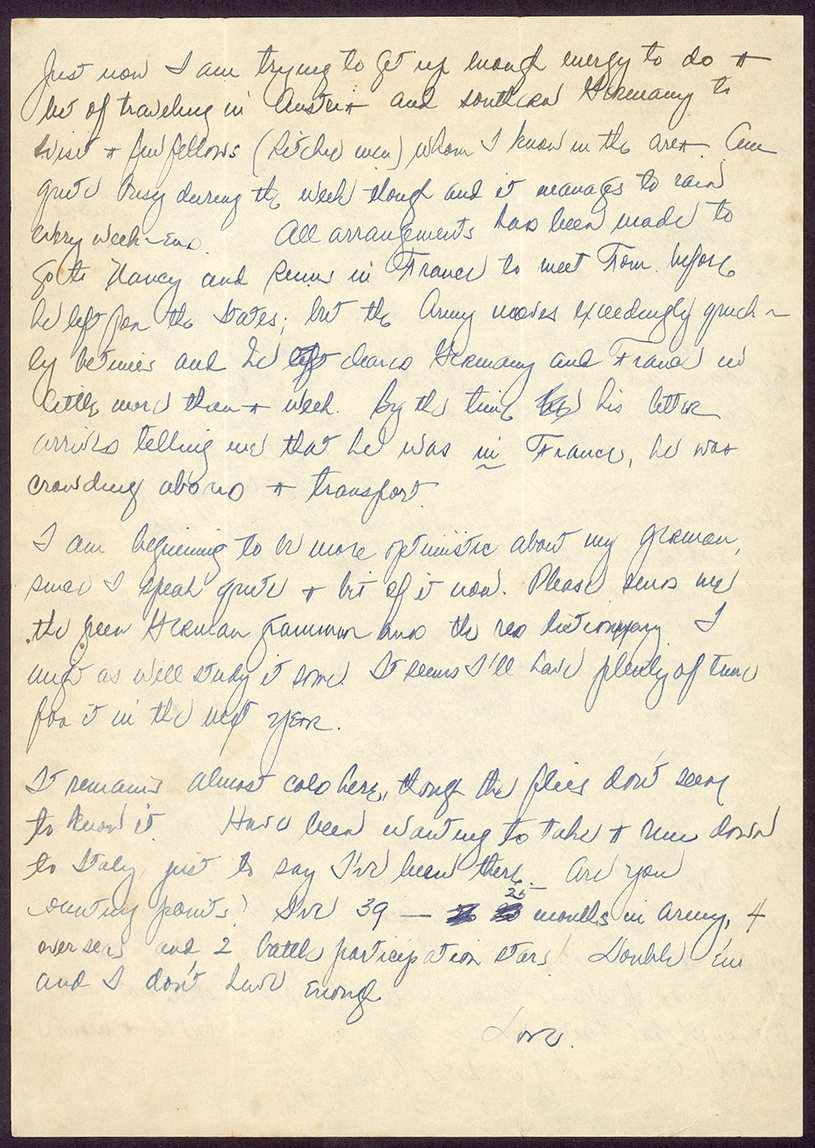 Just now I am trying to get up enough energy to do a
bit of traveling in Austria and southern Germany to
visit a few fellows (Ritchie men) whom I know in the area. Am
quite busy during the week though and it manages to rain
every week-end. All arrangements had been made to
go to Nancy and Reims in France to meet Tom before
he left for the States; but the Army moves exceedingly quick-
ly betimes and he cleared Germany and France in
little more than a week. By the time his letter
arrived telling me that he was in France, he was
crowding aboard a transport.
I am beginning to be more optimistic about my German,
since I speak quite a bit of it now. Please send me
the green German grammar and the red dictionary. I
might as well study it some. It seems I'll have plenty of time
for it in the next year.
It remains almost cold here, though the flies don't seem
to know it. Have been wanting to take a run down
to Italy, just to say I've been there. Are you
counting points? I've 39 — 25 months in Army, 4
overseas and 2 battle participation stars! Double 'em
and I don't have enough.
Love.